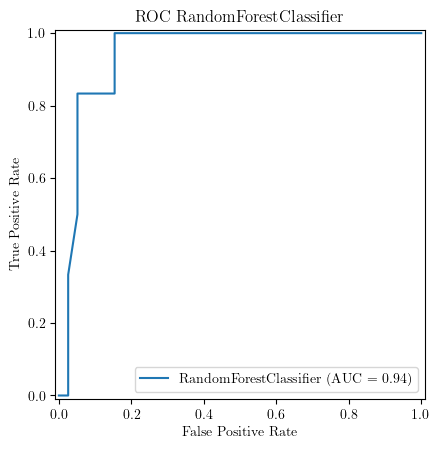 ROC RandomForestClassifier
1.0
0.8
0.6
0.4
0.2
0.0
True Positive Rate
RandomForestClassifier (AUC = 0.94)
0.0 0.2 0.4 0.6 0.8 1.0
False Positive Rate